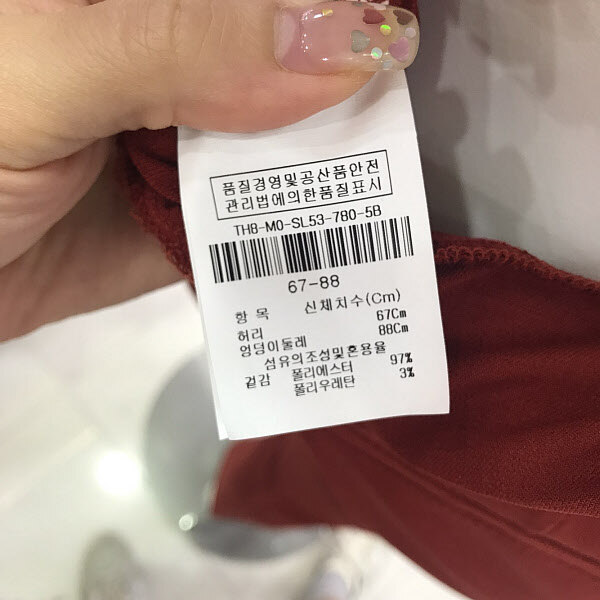 품질경영및공산품안전
관리법에의한품질표시
TH8-M0-SL53-780-5B
67-88
항 목 신체치수(Cm)
허리 67Cm
엉덩이둘레 88Cm
섬유의조성및혼용율
겉감 폴리에스터 97%
폴리우레탄 3%